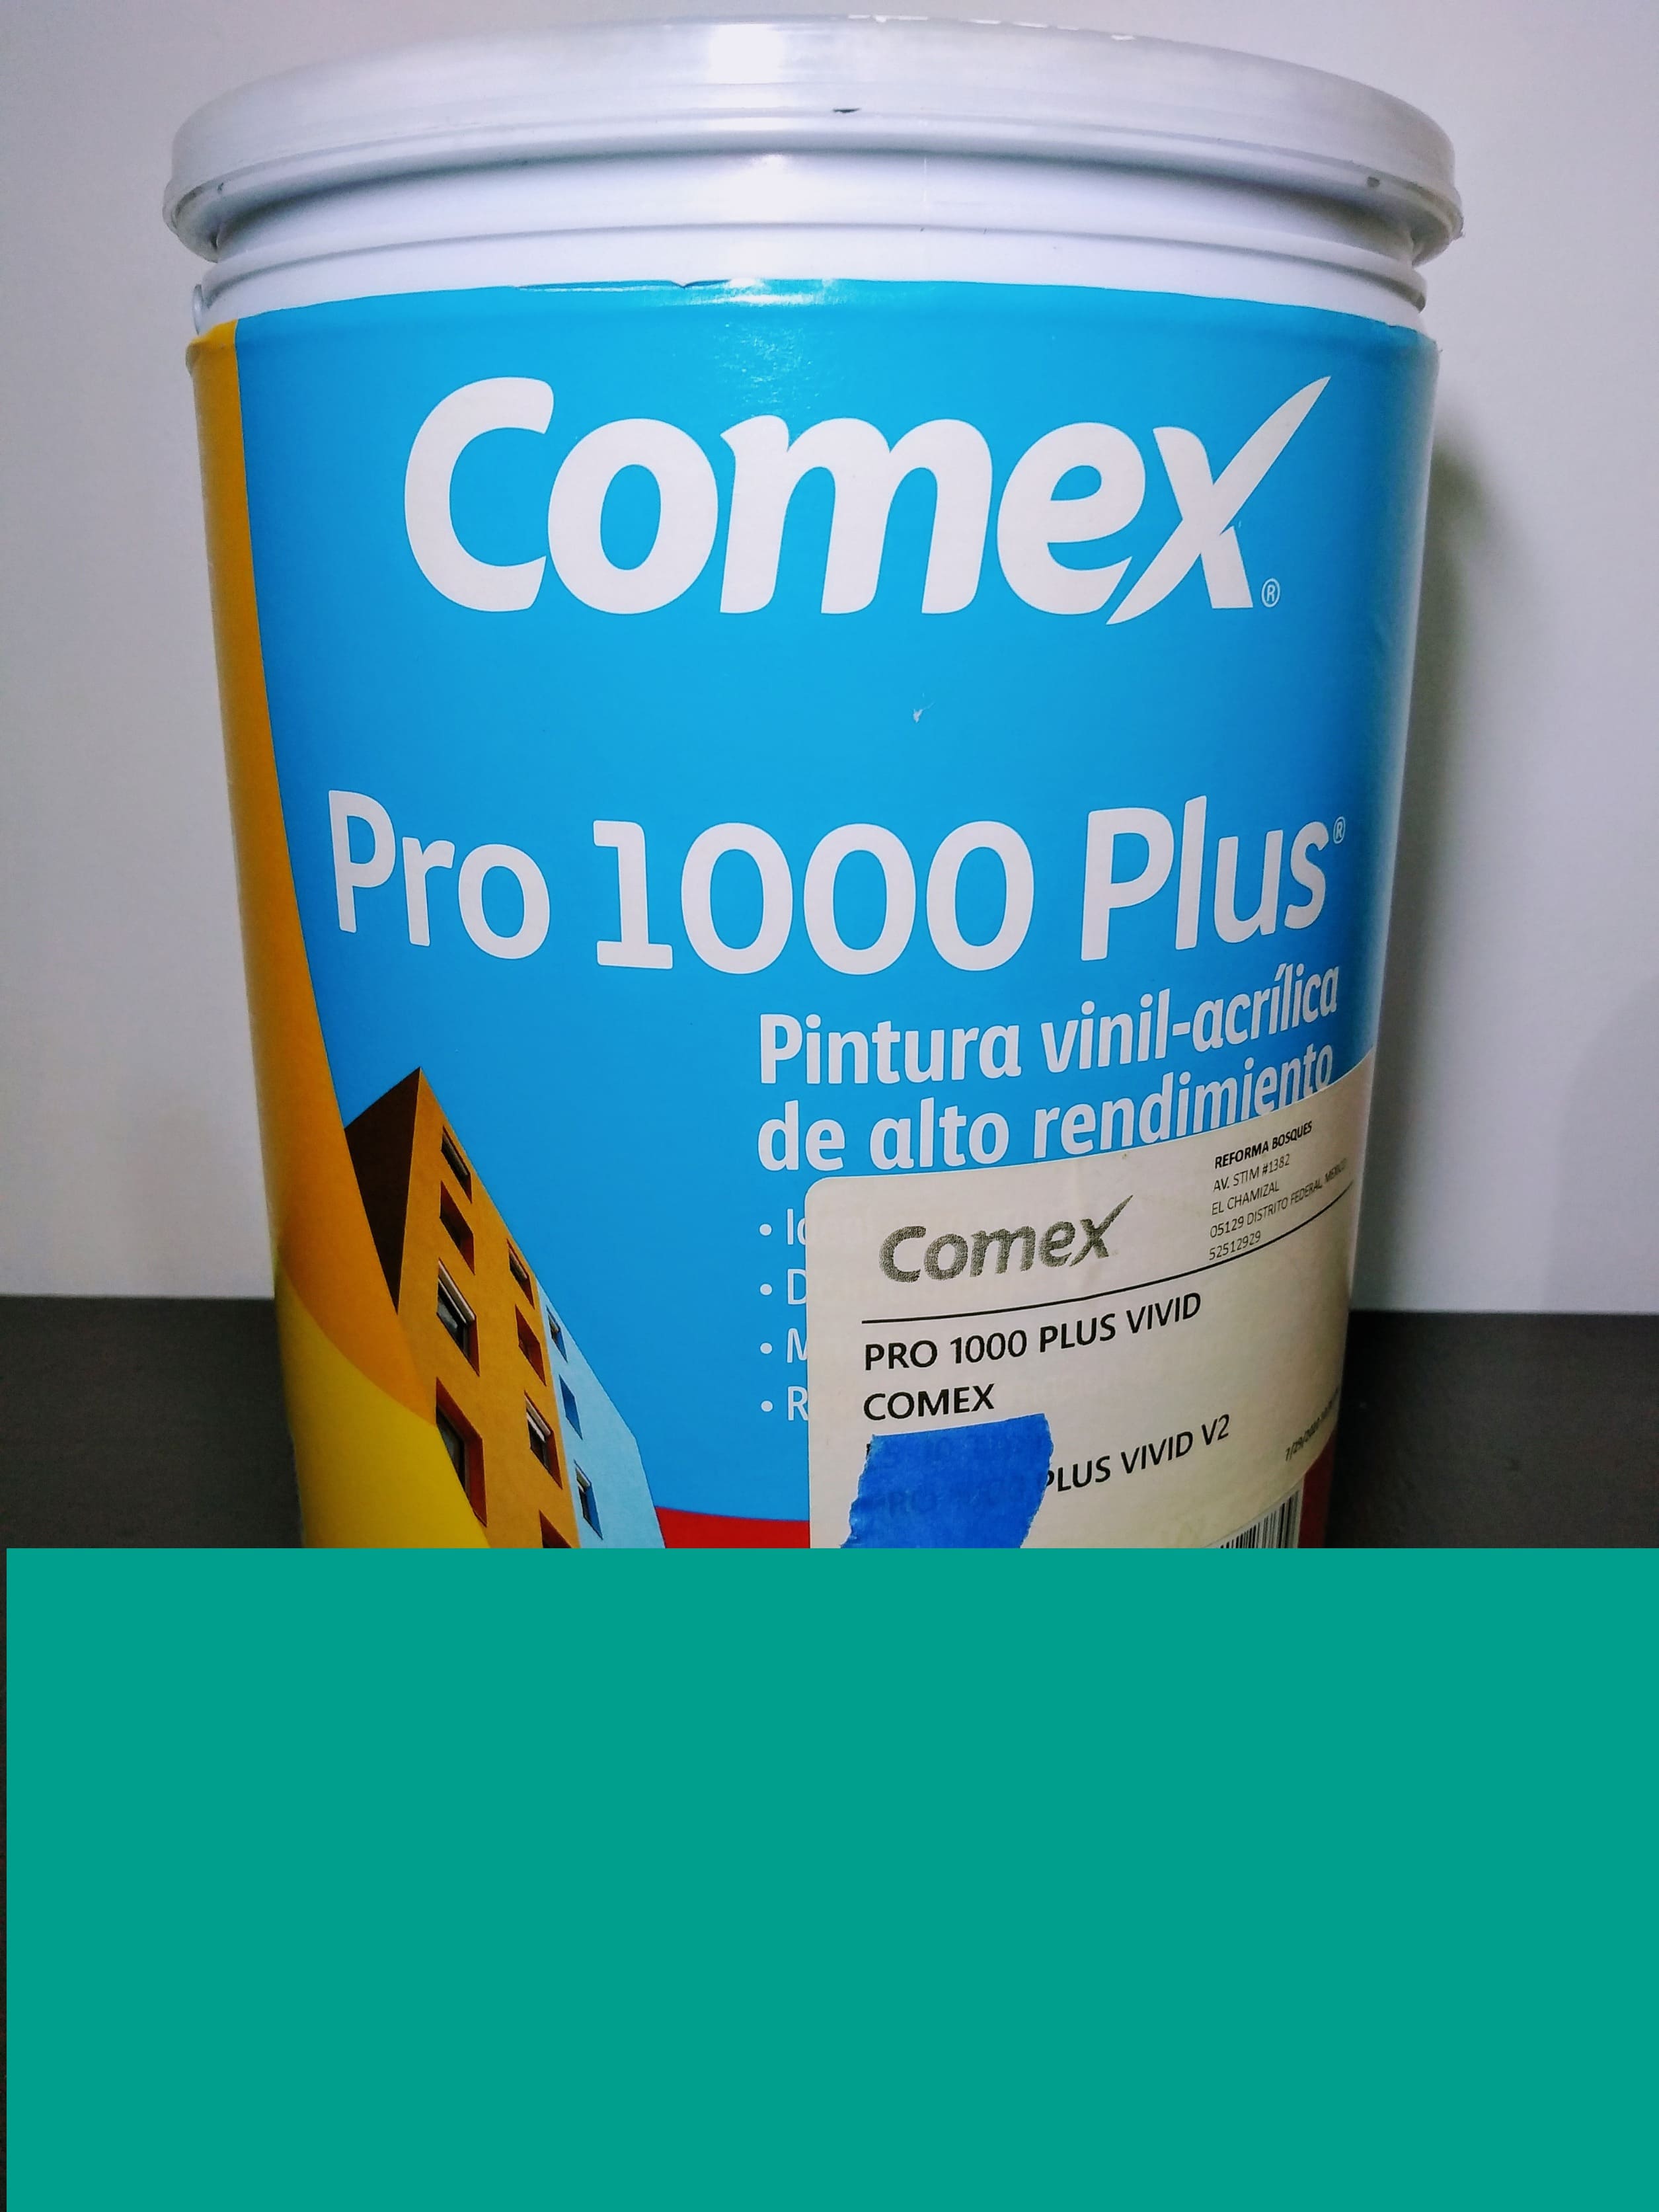 Comex®
Pro 1000 Plus®
Pintura vinil-acrílica
de alto rendimiento
REFORMA BOSQUES
AV. STIM #1382
EL CHAMIZAL
05129 DISTRITO FEDERAL, MEXICO
52512929
Comex
PRO 1000 PLUS VIVID
COMEX
PLUS VIVID V2